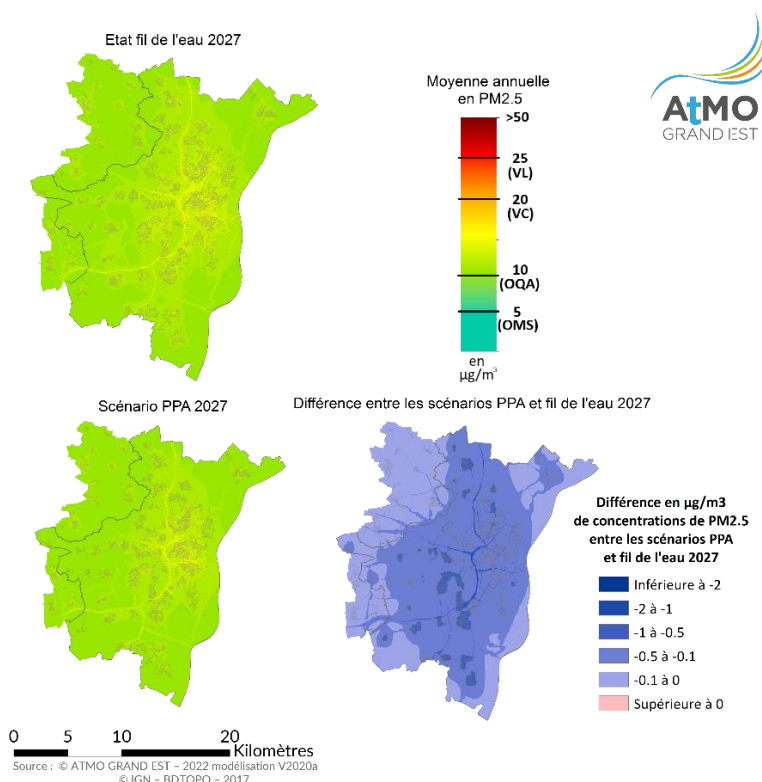 Etat fil de l'eau 2027
Moyenne annuelle
en PM2.5
>50
25
(VL)
20
(VC)
10
(OQA)
5
(OMS)
en
µg/m³
AtMO
GRAND EST
Scénario PPA 2027
Différence entre les scénarios PPA et fil de l'eau 2027
Différence en µg/m3
de concentrations de PM2.5
entre les scénarios PPA
et fil de l'eau 2027
Inférieure à -2
-2 à -1
-1 à -0.5
-0.5 à -0.1
-0.1 à 0
Supérieure à 0
0 5 10 20
Kilomètres
Source : © ATMO GRAND EST – 2022 modélisation V2020a
© IGN – BDTOPO – 2017